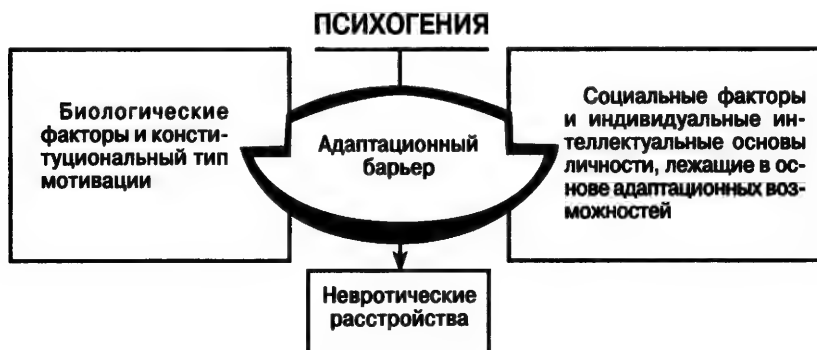 ПСИХОГЕНИЯ
Биологические
факторы и консти-
туциональный тип
мотивации
Адаптационный
барьер
Социальные факторы
и индивидуальные ин-
теллектуальные основы
личности, лежащие в ос-
нове адаптационных воз-
можностей
Невротические
расстройства